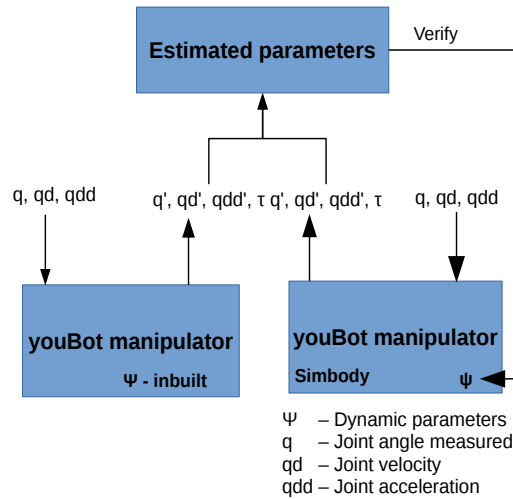 Estimated parameters
Verify
q, qd, qdd
q', qd', qdd', τ
q', qd', qdd', τ
q, qd, qdd
youBot manipulator
Ψ - inbuilt
youBot manipulator
Simbody
ψ
Ψ – Dynamic parameters
q – Joint angle measured
qd – Joint velocity
qdd – Joint acceleration